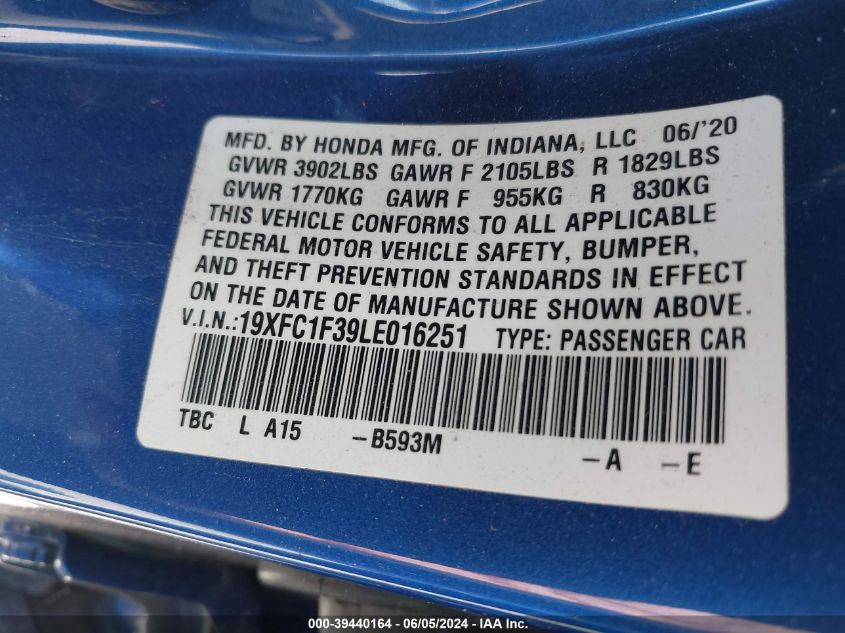 MFD. BY HONDA MFG. OF INDIANA, LLC 06/'20
GVWR 3902LBS GAWR F 2105LBS R 1829LBS
GVWR 1770KG GAWR F 955KG R 830KG
THIS VEHICLE CONFORMS TO ALL APPLICABLE
FEDERAL MOTOR VEHICLE SAFETY, BUMPER,
AND THEFT PREVENTION STANDARDS IN EFFECT
ON THE DATE OF MANUFACTURE SHOWN ABOVE.
V.I.N.:19XFC1F39LE016251 TYPE: PASSENGER CAR
TBC L A15 -B593M -A -E
000-39440164 - 06/05/2024 - IAA Inc.